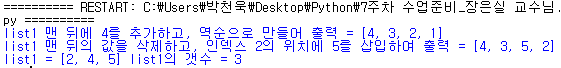 ========== RESTART: C:\Users\박천욱\Desktop\Python\7주차 수업준비_장은실 교수님.
py ==========
list1 맨 뒤에 4를 추가하고, 역순으로 만들어 출력 = [4, 3, 2, 1]
list1 맨 뒤의 값을 삭제하고, 인덱스 2의 위치에 5를 삽입하여 출력 = [4, 3, 5, 2]
list1 = [2, 4, 5] list1의 갯수 = 3